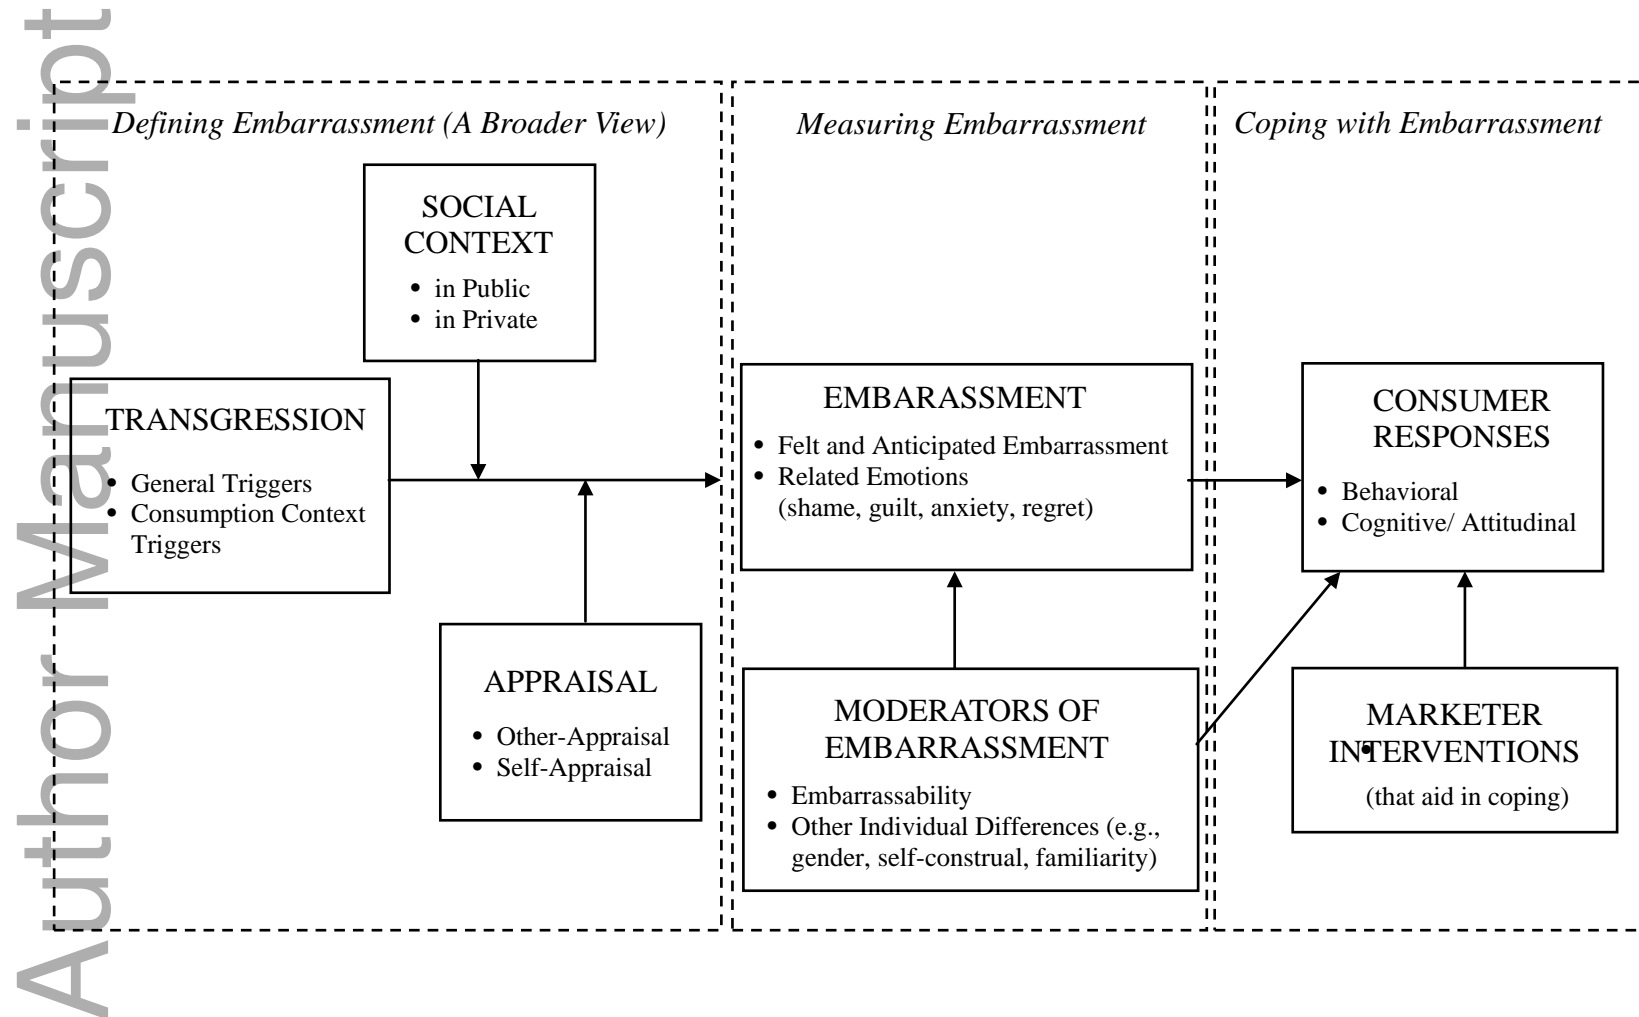 Author Manuscript
Defining Embarrassment (A Broader View)
SOCIAL
CONTEXT
• in Public
• in Private
TRANSGRESSION
• General Triggers
• Consumption Context
Triggers
APPRAISAL
• Other-Appraisal
• Self-Appraisal
Measuring Embarrassment
EMBARASSMENT
• Felt and Anticipated Embarrassment
• Related Emotions
(shame, guilt, anxiety, regret)
MODERATORS OF
EMBARRASSMENT
• Embarrassability
• Other Individual Differences (e.g.,
gender, self-construal, familiarity)
Coping with Embarrassment
CONSUMER
RESPONSES
• Behavioral
• Cognitive/ Attitudinal
MARKETER
INTERVENTIONS
(that aid in coping)